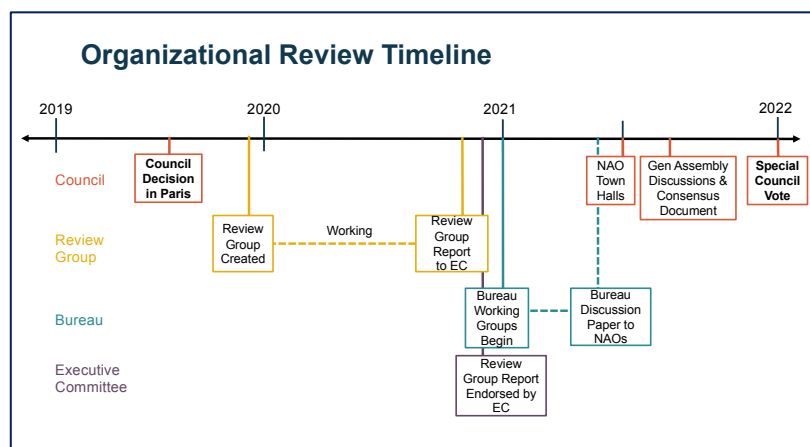 Organizational Review Timeline
2019
2020
2021
2022
Council
Council
Decision
in Paris
NAO
Town
Halls
Gen Assembly
Discussions &
Consensus
Document
Special
Council
Vote
Review
Group
Review
Group
Created
Working
Review
Group
Report
to EC
Bureau
Bureau
Working
Groups
Begin
Bureau
Discussion
Paper to
NAOs
Executive
Committee
Review
Group Report
Endorsed by
EC